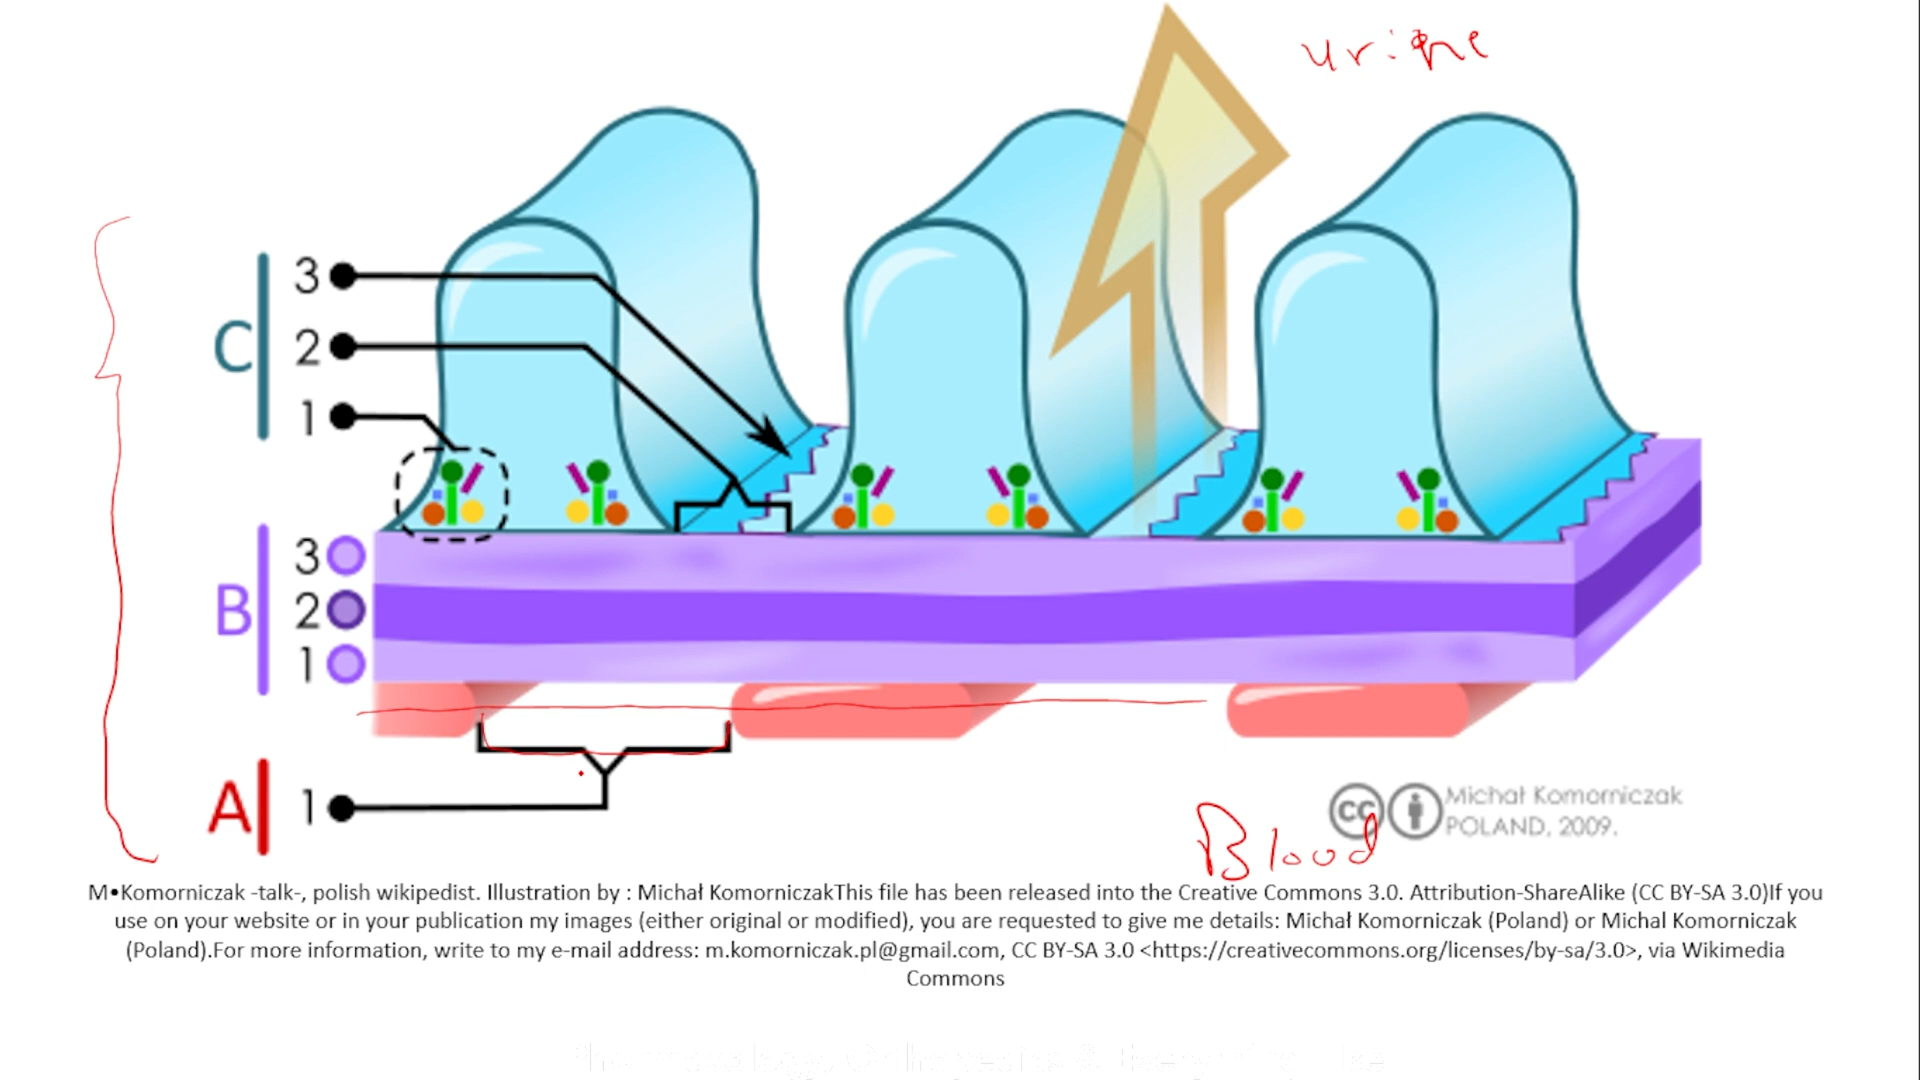 urine
C
3
2
1
B
3
2
1
A
1
Blood
Michał Komorniczak
POLAND, 2009.
M•Komorniczak -talk-, polish wikipedist. Illustration by : Michał KomorniczakThis file has been released into the Creative Commons 3.0. Attribution-ShareAlike (CC BY-SA 3.0)If you
use on your website or in your publication my images (either original or modified), you are requested to give me details: Michał Komorniczak (Poland) or Michal Komorniczak
(Poland).For more information, write to my e-mail address: m.komorniczak.pl@gmail.com, CC BY-SA 3.0 <https://creativecommons.org/licenses/by-sa/3.0>, via Wikimedia
Commons